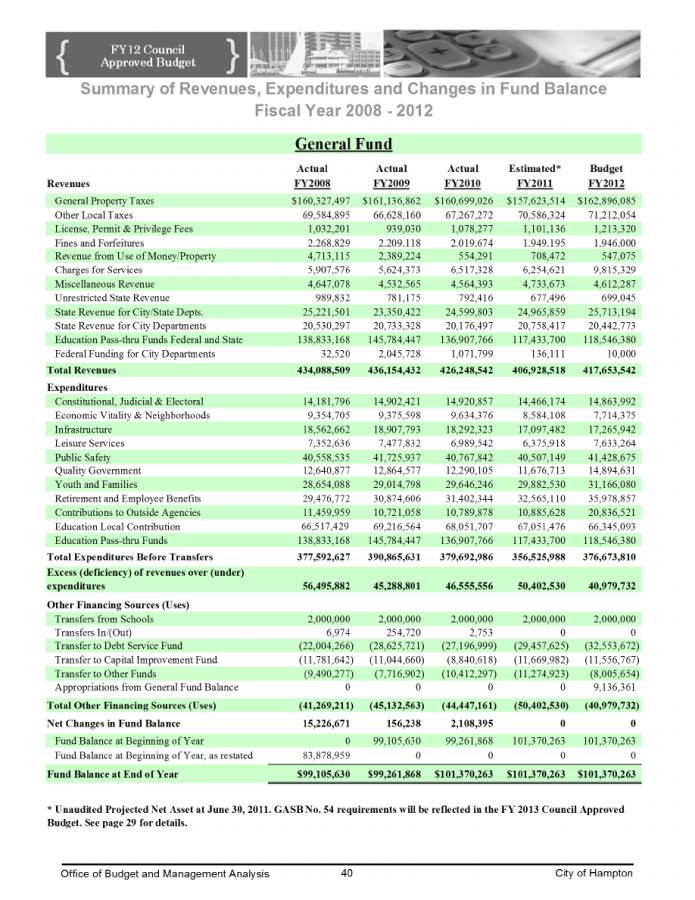 FY12 Council
Approved Budget
Summary of Revenues, Expenditures and Changes in Fund Balance
Fiscal Year 2008 - 2012
General Fund
Actual Actual Actual Estimated* Budget
Revenues FY2008 FY2009 FY2010 FY2011 FY2012
General Property Taxes $160,327,497 $161,136,862 $160,699,026 $157,623,514 $162,896,085
Other Local Taxes 69,584,895 66,628,160 67,267,272 70,586,324 71,212,054
License, Permit & Privilege Fees 1,032,201 939,030 1,078,277 1,101,136 1,213,320
Fines and Forfeitures 2.268.829 2.209.118 2.019.674 1.949.195 1.946.000
Revenue from Use of Money/Property 4,713,115 2,389,224 554,291 708,472 547,075
Charges for Services 5,907,576 5,624,373 6,517,328 6,254,621 9,815,329
Miscellaneous Revenue 4,647,078 4,532,565 4,564,393 4,733,673 4,612,287
Unrestricted State Revenue 989,832 781,175 792,416 677,496 699,045
State Revenue for City/State Depts. 25,221,501 23,350,422 24,599,803 24,965,859 25,713,194
State Revenue for City Departments 20,530,297 20,733,328 20,176,497 20,758,417 20,442,773
Education Pass-thru Funds Federal and State 138,833,168 145,784,447 136,907,766 117,433,700 118,546,380
Federal Funding for City Departments 32,520 2,045,728 1,071,799 136,111 10,000
Total Revenues 434,088,509 436,154,432 426,248,542 406,928,518 417,653,542
Expenditures
Constitutional, Judicial & Electoral 14,181,796 14,902,421 14,920,857 14,466,174 14,863,992
Economic Vitality & Neighborhoods 9,354,705 9,375,598 9,634,376 8,584,108 7,714,375
Infrastructure 18,562,662 18,907,793 18,292,323 17,097,482 17,265,942
Leisure Services 7,352,636 7,477,832 6,989,542 6,375,918 7,633,264
Public Safety 40,558,535 41,725,937 40,767,842 40,507,149 41,428,675
Quality Government 12,640,877 12,864,577 12,290,105 11,676,713 14,894,631
Youth and Families 28,654,088 29,014,798 29,646,246 29,882,530 31,166,080
Retirement and Employee Benefits 29,476,772 30,874,606 31,402,344 32,565,110 35,978,857
Contributions to Outside Agencies 11,459,959 10,721,058 10,789,878 10,885,628 20,836,521
Education Local Contribution 66,517,429 69,216,564 68,051,707 67,051,476 66,345,093
Education Pass-thru Funds 138,833,168 145,784,447 136,907,766 117,433,700 118,546,380
Total Expenditures Before Transfers 377,592,627 390,865,631 379,692,986 356,525,988 376,673,810
Excess (deficiency) of revenues over (under)
expenditures 56,495,882 45,288,801 46,555,556 50,402,530 40,979,732
Other Financing Sources (Uses)
Transfers from Schools 2,000,000 2,000,000 2,000,000 2,000,000 2,000,000
Transfers In/(Out) 6,974 254,720 2,753 0 0
Transfer to Debt Service Fund (22,004,266) (28,625,721) (27,196,999) (29,457,625) (32,553,672)
Transfer to Capital Improvement Fund (11,781,642) (11,044,660) (8,840,618) (11,669,982) (11,556,767)
Transfer to Other Funds (9,490,277) (7,716,902) (10,412,297) (11,274,923) (8,005,654)
Appropriations from General Fund Balance 0 0 0 0 9,136,361
Total Other Financing Sources (Uses) (41,269,211) (45,132,563) (44,447,161) (50,402,530) (40,979,732)
Net Changes in Fund Balance 15,226,671 156,238 2,108,395 0 0
Fund Balance at Beginning of Year 0 99,105,630 99,261,868 101,370,263 101,370,263
Fund Balance at Beginning of Year, as restated 83,878,959 0 0 0 0
Fund Balance at End of Year $99,105,630 $99,261,868 $101,370,263 $101,370,263 $101,370,263
* Unaudited Projected Net Asset at June 30, 2011. GASB No. 54 requirements will be reflected in the FY 2013 Council Approved
Budget. See page 29 for details.
Office of Budget and Management Analysis 40 City of Hampton